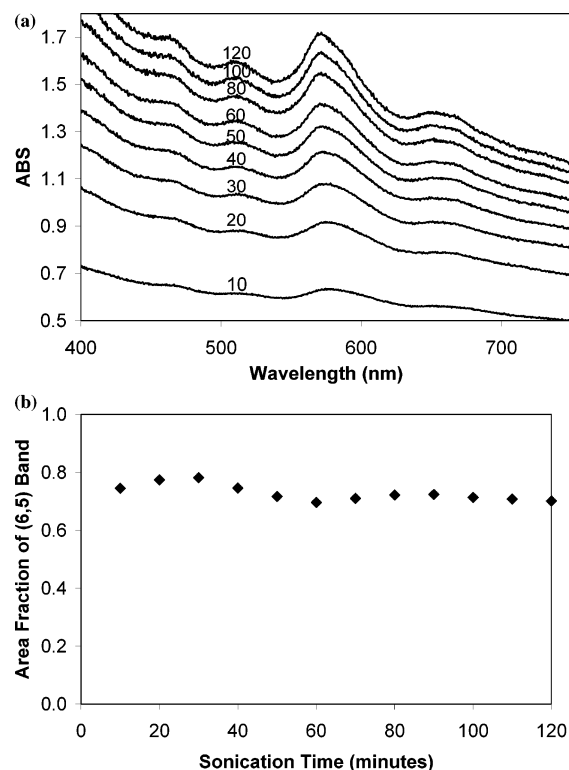 (a)
1.7
1.5
1.3
1.1
0.9
0.7
0.5
ABS
120
100
80
60
50
40
30
20
10
400 500 600 700
Wavelength (nm)
(b)
1.0
0.8
0.6
0.4
0.2
0.0
Area Fraction of (6,5) Band
0 20 40 60 80 100 120
Sonication Time (minutes)